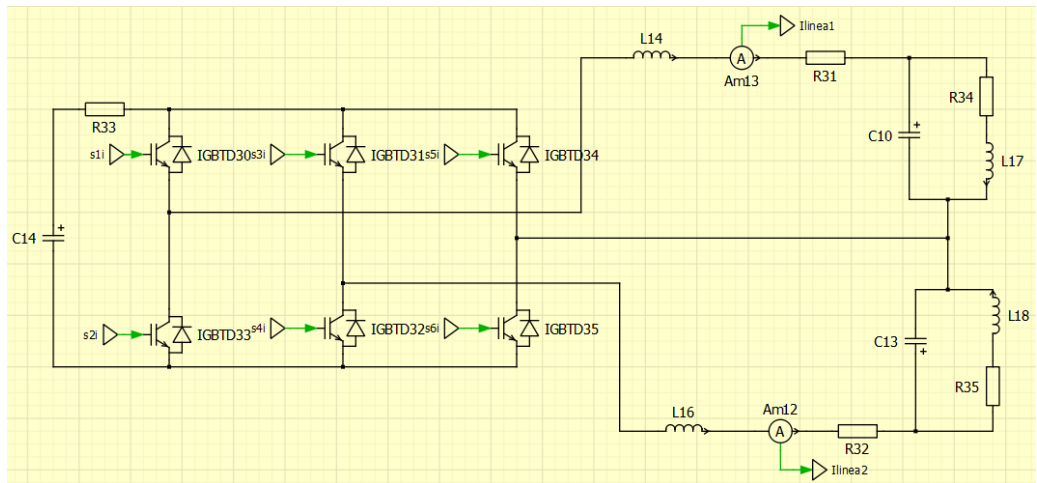 L14
Ilinea1
A
Am13
R31
R34
R33
C10
s1i
IGBTD30
s3i
IGBTD31
s5i
IGBTD34
L17
C14
L18
s2i
IGBTD33
s4i
IGBTD32
s6i
IGBTD35
C13
R35
L16
Am12
A
R32
Ilinea2